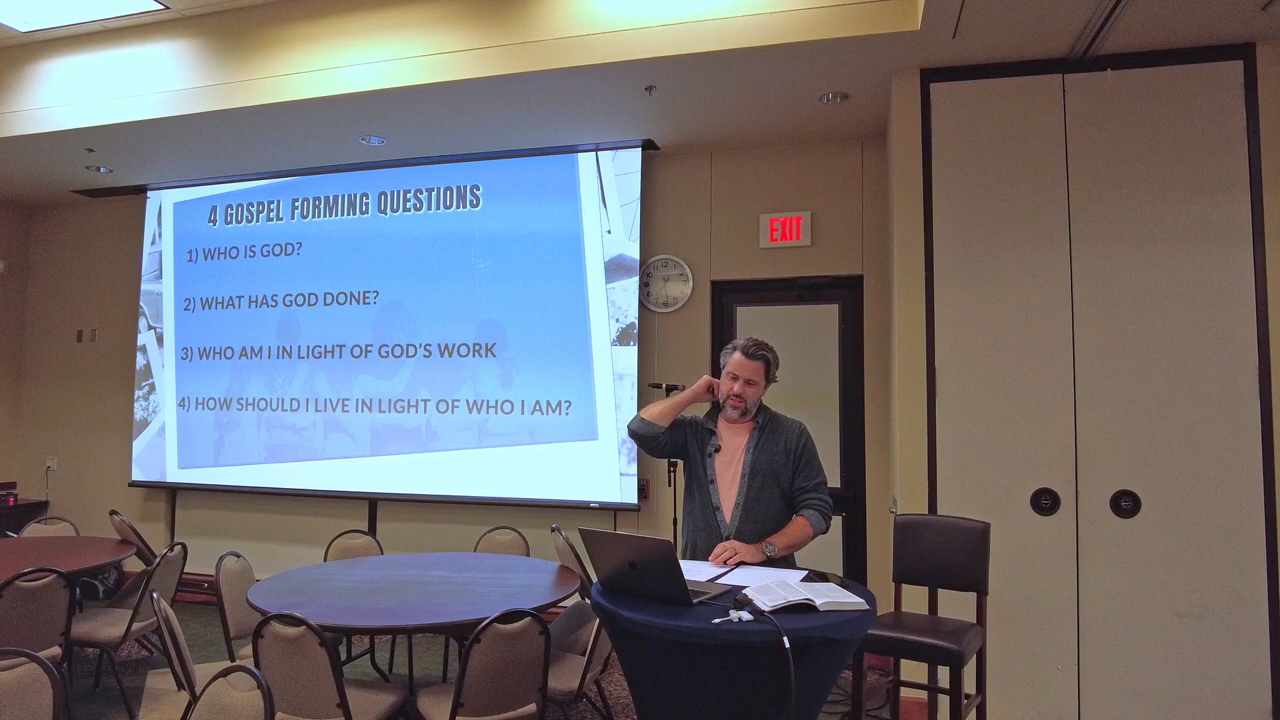 4 GOSPEL FORMING QUESTIONS
1) WHO IS GOD?
2) WHAT HAS GOD DONE?
3) WHO AM I IN LIGHT OF GOD'S WORK
4) HOW SHOULD I LIVE IN LIGHT OF WHO I AM?
EXIT